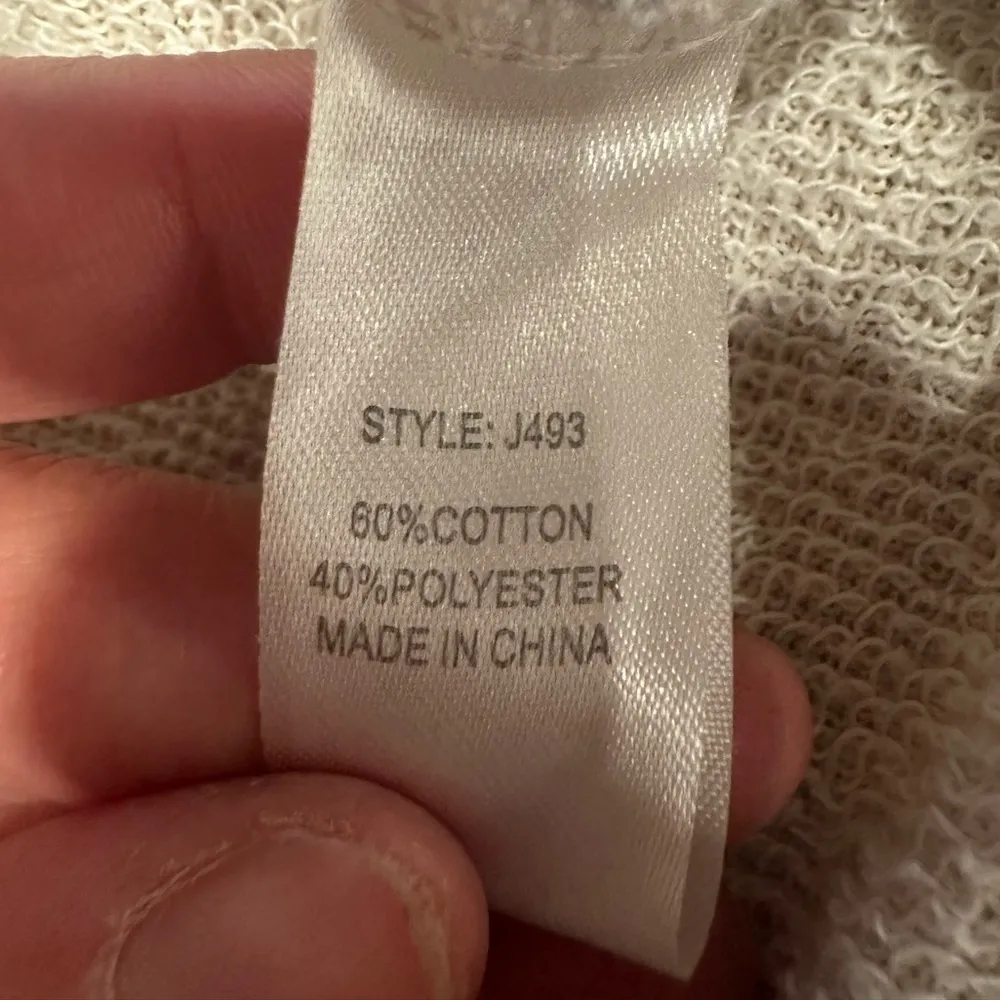 STYLE: J493
60%COTTON
40%POLYESTER
MADE IN CHINA